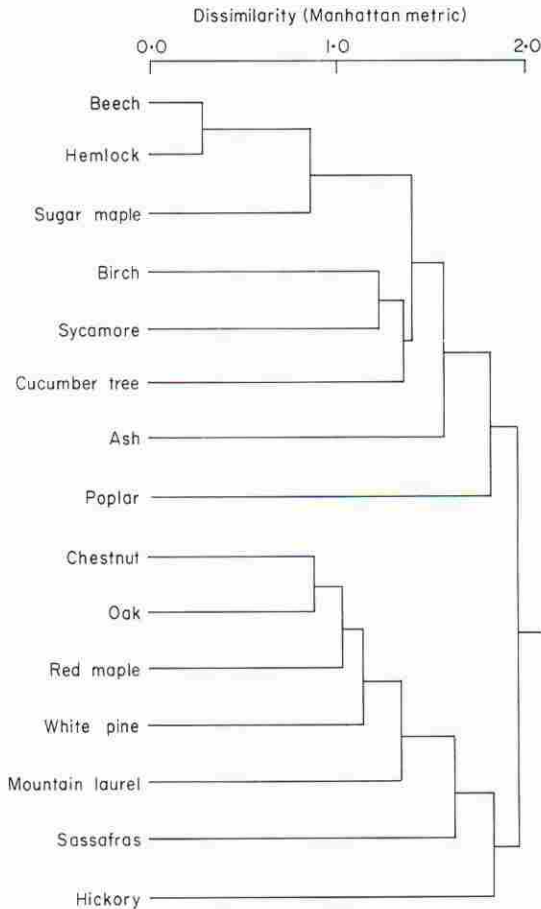 Dissimilarity (Manhattan metric)
0·0 1·0 2·0
Beech
Hemlock
Sugar maple
Birch
Sycamore
Cucumber tree
Ash
Poplar
Chestnut
Oak
Red maple
White pine
Mountain laurel
Sassafras
Hickory